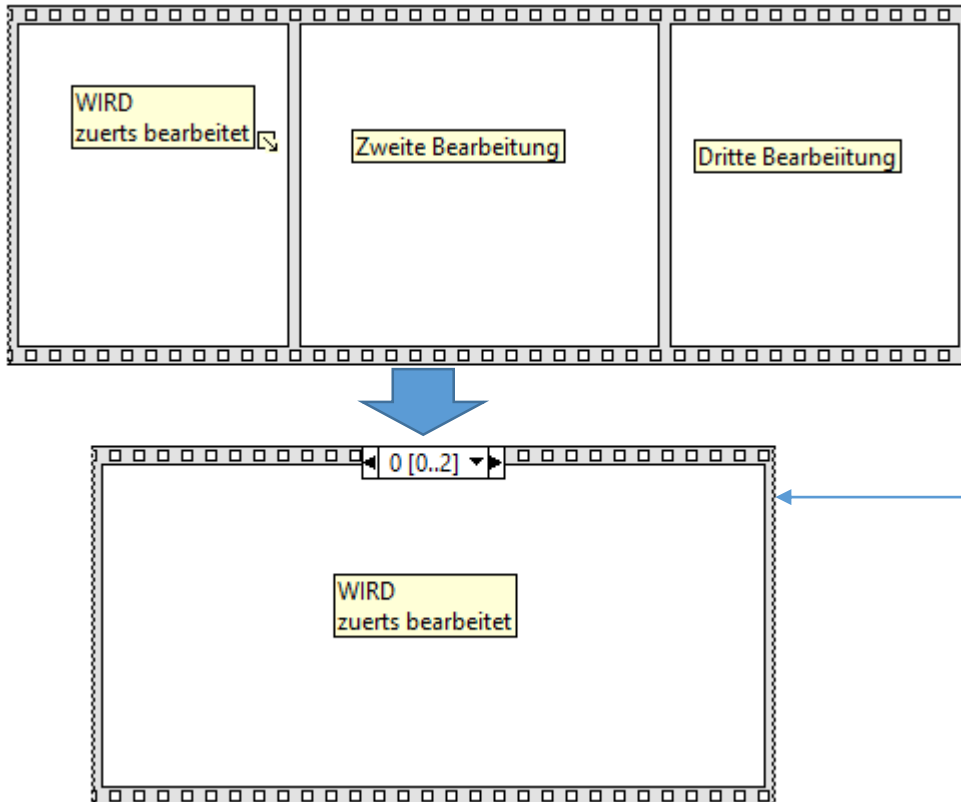 WIRD
zuerts bearbeitet
Zweite Bearbeitung
Dritte Bearbeiitung
0 [0..2]
WIRD
zuerts bearbeitet